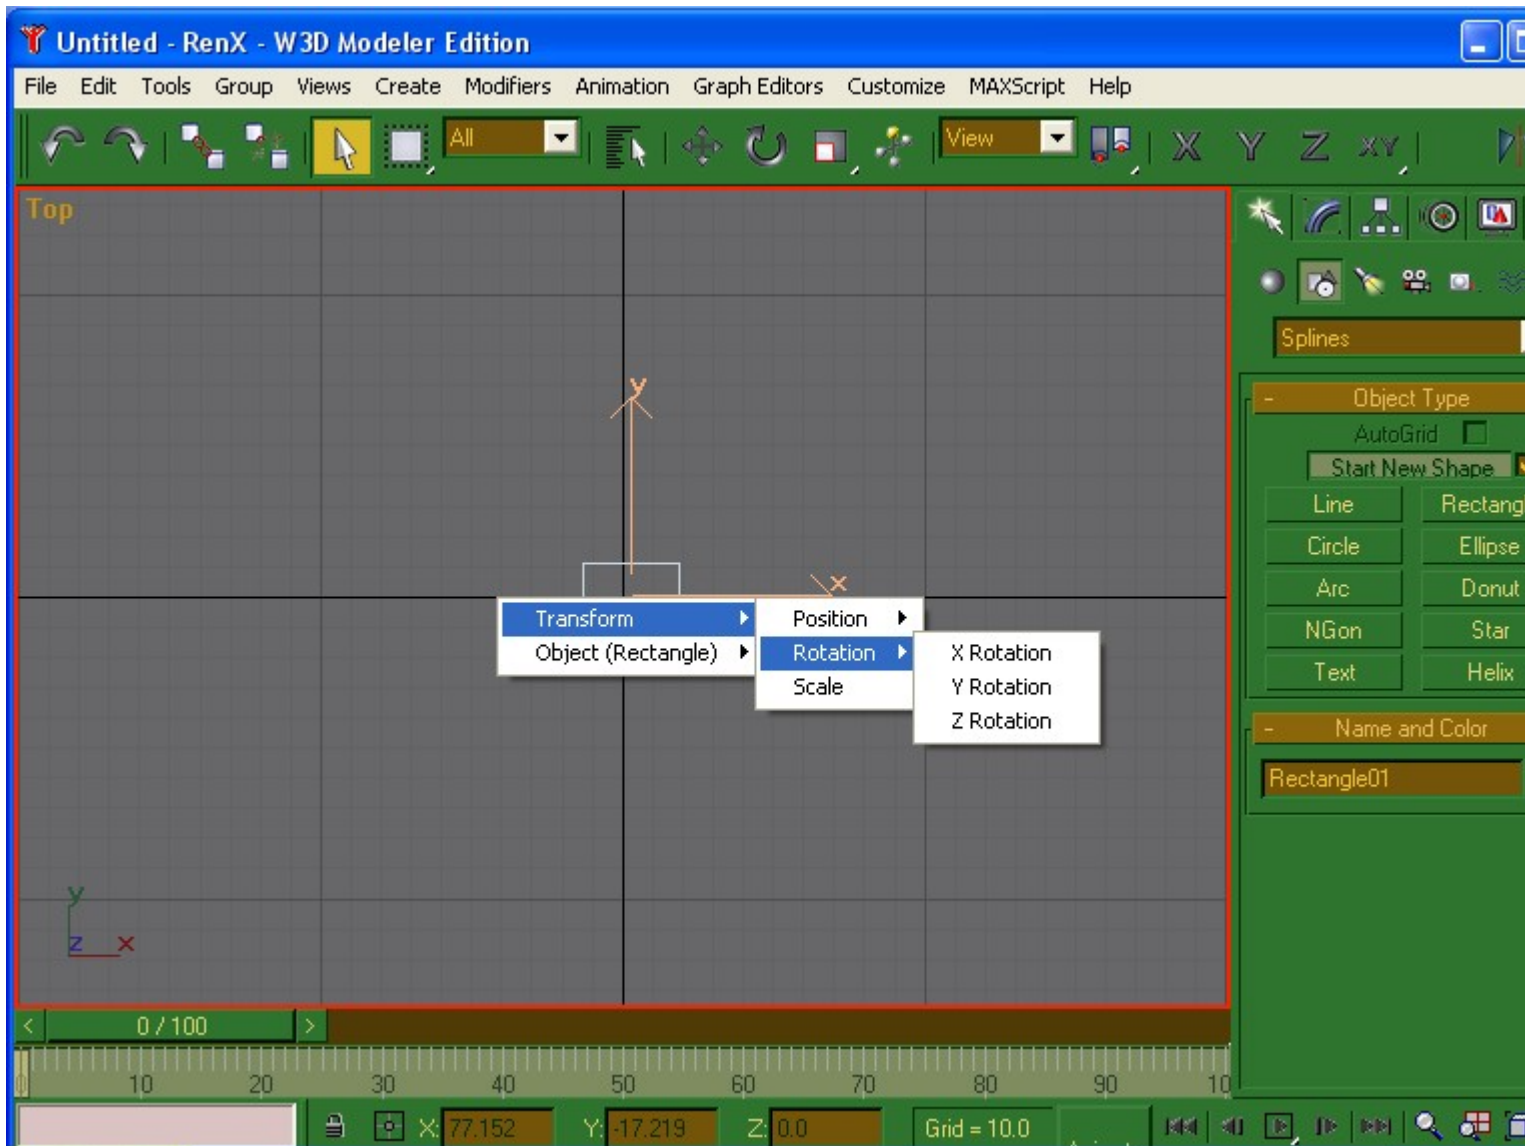 Untitled - RenX - W3D Modeler Edition
File Edit Tools Group Views Create Modifiers Animation Graph Editors Customize MAXScript Help
All View X Y Z XY
Top
Splines
- Object Type
AutoGrid
Start New Shape
Line Rectang
Circle Ellipse
Arc Donut
NGon Star
Text Helix
- Name and Color
Rectangle01
y
x
Transform
Object (Rectangle)
Position
Rotation
Scale
X Rotation
Y Rotation
Z Rotation
y
z x
< 0 / 100 >
0 10 20 30 40 50 60 70 80 90 10
X: 77.152 Y: -17.219 Z: 0.0 Grid = 10.0